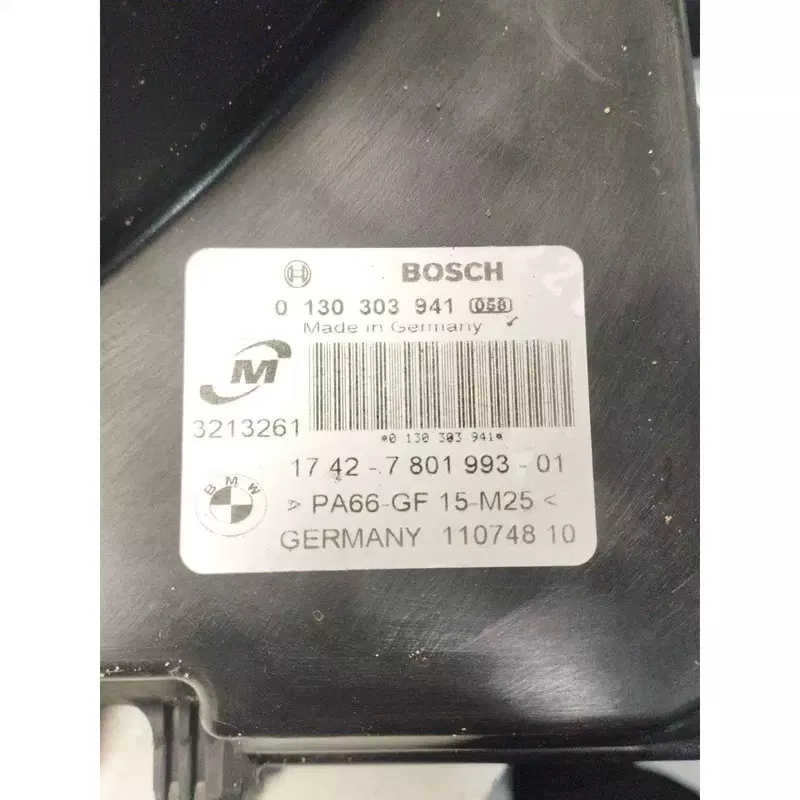 BOSCH
0 130 303 941 058
Made in Germany
M
3213261
*0 130 303 941*
17 42 - 7 801 993 - 01
BMW
> PA66-GF 15-M25 <
GERMANY 110748 10